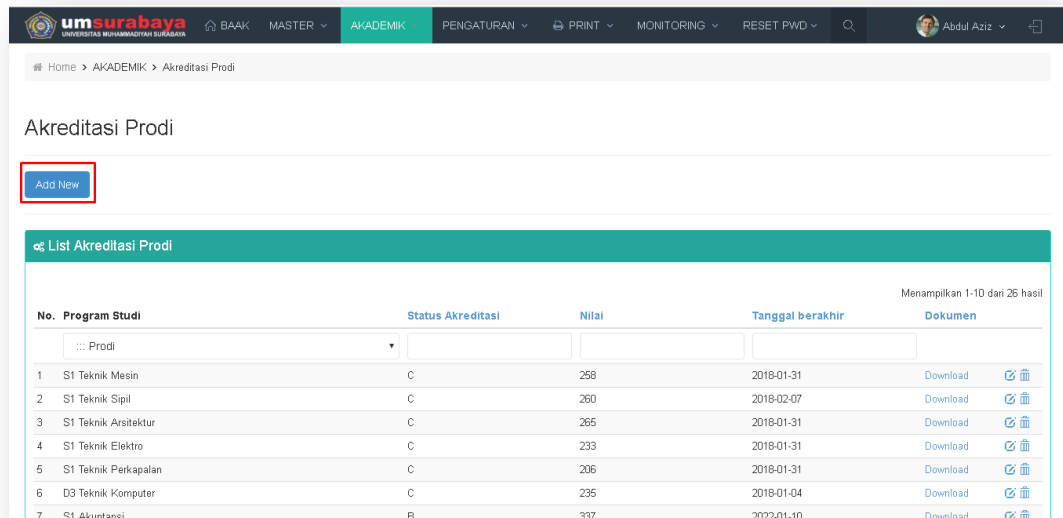 umsurabaya
UNIVERSITAS MUHAMMADIYAH SURABAYA
BAAK MASTER AKADEMIK PENGATURAN PRINT MONITORING RESET PWD Abdul Aziz
Home > AKADEMIK > Akreditasi Prodi
Akreditasi Prodi
Add New
List Akreditasi Prodi
Menampilkan 1-10 dari 26 hasil
No. Program Studi Status Akreditasi Nilai Tanggal berakhir Dokumen
::: Prodi
1 S1 Teknik Mesin C 258 2018-01-31 Download
2 S1 Teknik Sipil C 260 2018-02-07 Download
3 S1 Teknik Arsitektur C 265 2018-01-31 Download
4 S1 Teknik Elektro C 233 2018-01-31 Download
5 S1 Teknik Perkapalan C 206 2018-01-31 Download
6 D3 Teknik Komputer C 235 2018-01-04 Download
7 S1 Akuntansi B 337 2022-01-10 Download